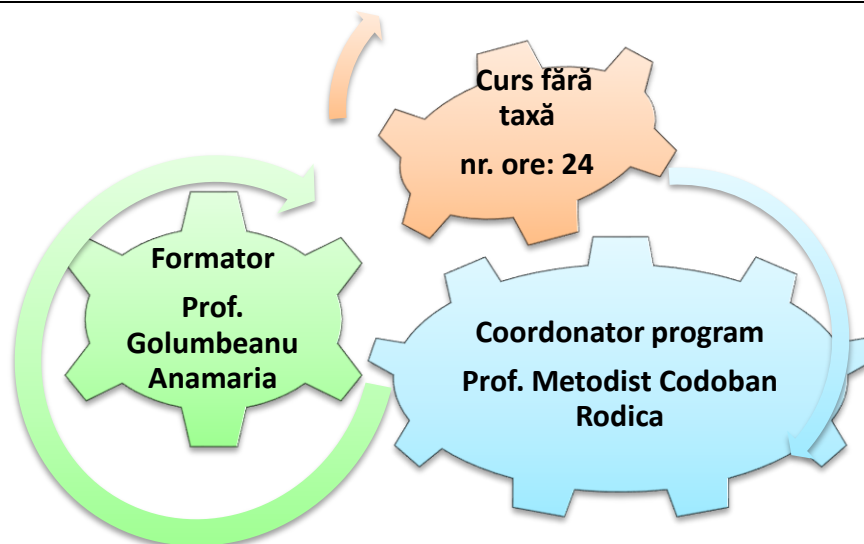 Curs fără
taxă
nr. ore: 24
Formator
Prof.
Golumbeanu
Anamaria
Coordonator program
Prof. Metodist Codoban
Rodica